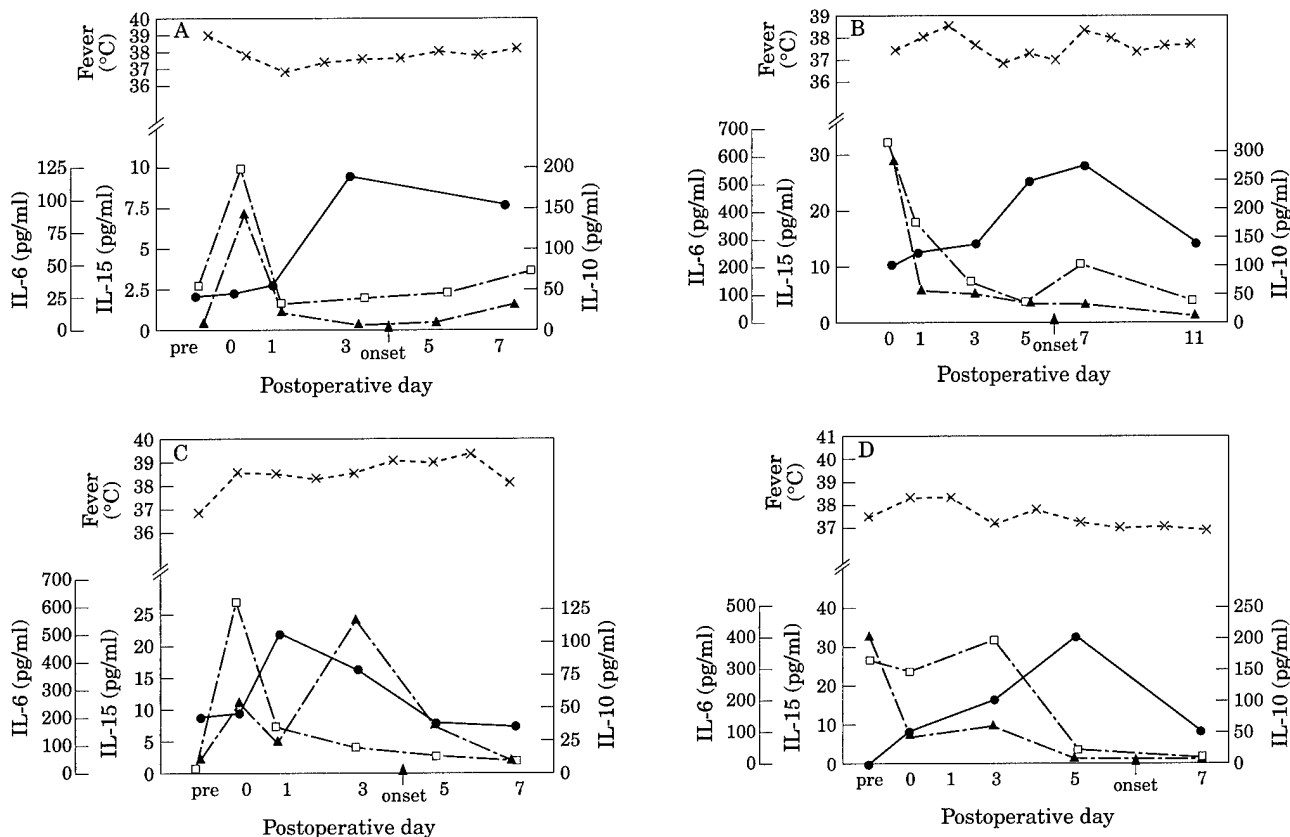 A
Fever
(°C)
40
39
38
37
36
IL-6 (pg/ml)
125
100
75
50
25
0
IL-15 (pg/ml)
10
7.5
5
2.5
0
IL-10 (pg/ml)
200
150
100
50
0
pre 0 1 3 onset 5 7
Postoperative day
B
Fever
(°C)
39
38
37
36
IL-6 (pg/ml)
700
600
500
400
300
200
100
0
IL-15 (pg/ml)
30
20
10
0
IL-10 (pg/ml)
300
250
200
150
100
50
0
0 1 3 5 onset 7 11
Postoperative day
C
Fever
(°C)
40
39
38
37
36
IL-6 (pg/ml)
700
600
500
400
300
200
100
0
IL-15 (pg/ml)
25
20
15
10
5
0
IL-10 (pg/ml)
125
100
75
50
25
0
pre 0 1 3 onset 5 7
Postoperative day
D
Fever
(°C)
41
40
39
38
37
IL-6 (pg/ml)
500
400
300
200
100
0
IL-15 (pg/ml)
40
30
20
10
0
IL-10 (pg/ml)
250
200
150
100
50
0
pre 0 1 3 5 onset 7
Postoperative day